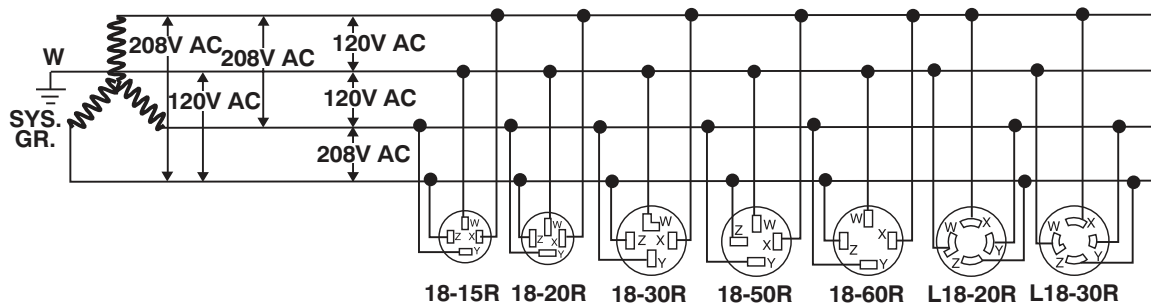 W
SYS.
GR.
208V AC
208V AC
120V AC
120V AC
120V AC
208V AC
W
Z X
Y
W
Z X
Y
W
Z X
Y
W
Z
X
Y
W
Z
X
Y
X
W
Y
Z
X
W
Y
Z
18-15R 18-20R 18-30R 18-50R 18-60R L18-20R L18-30R